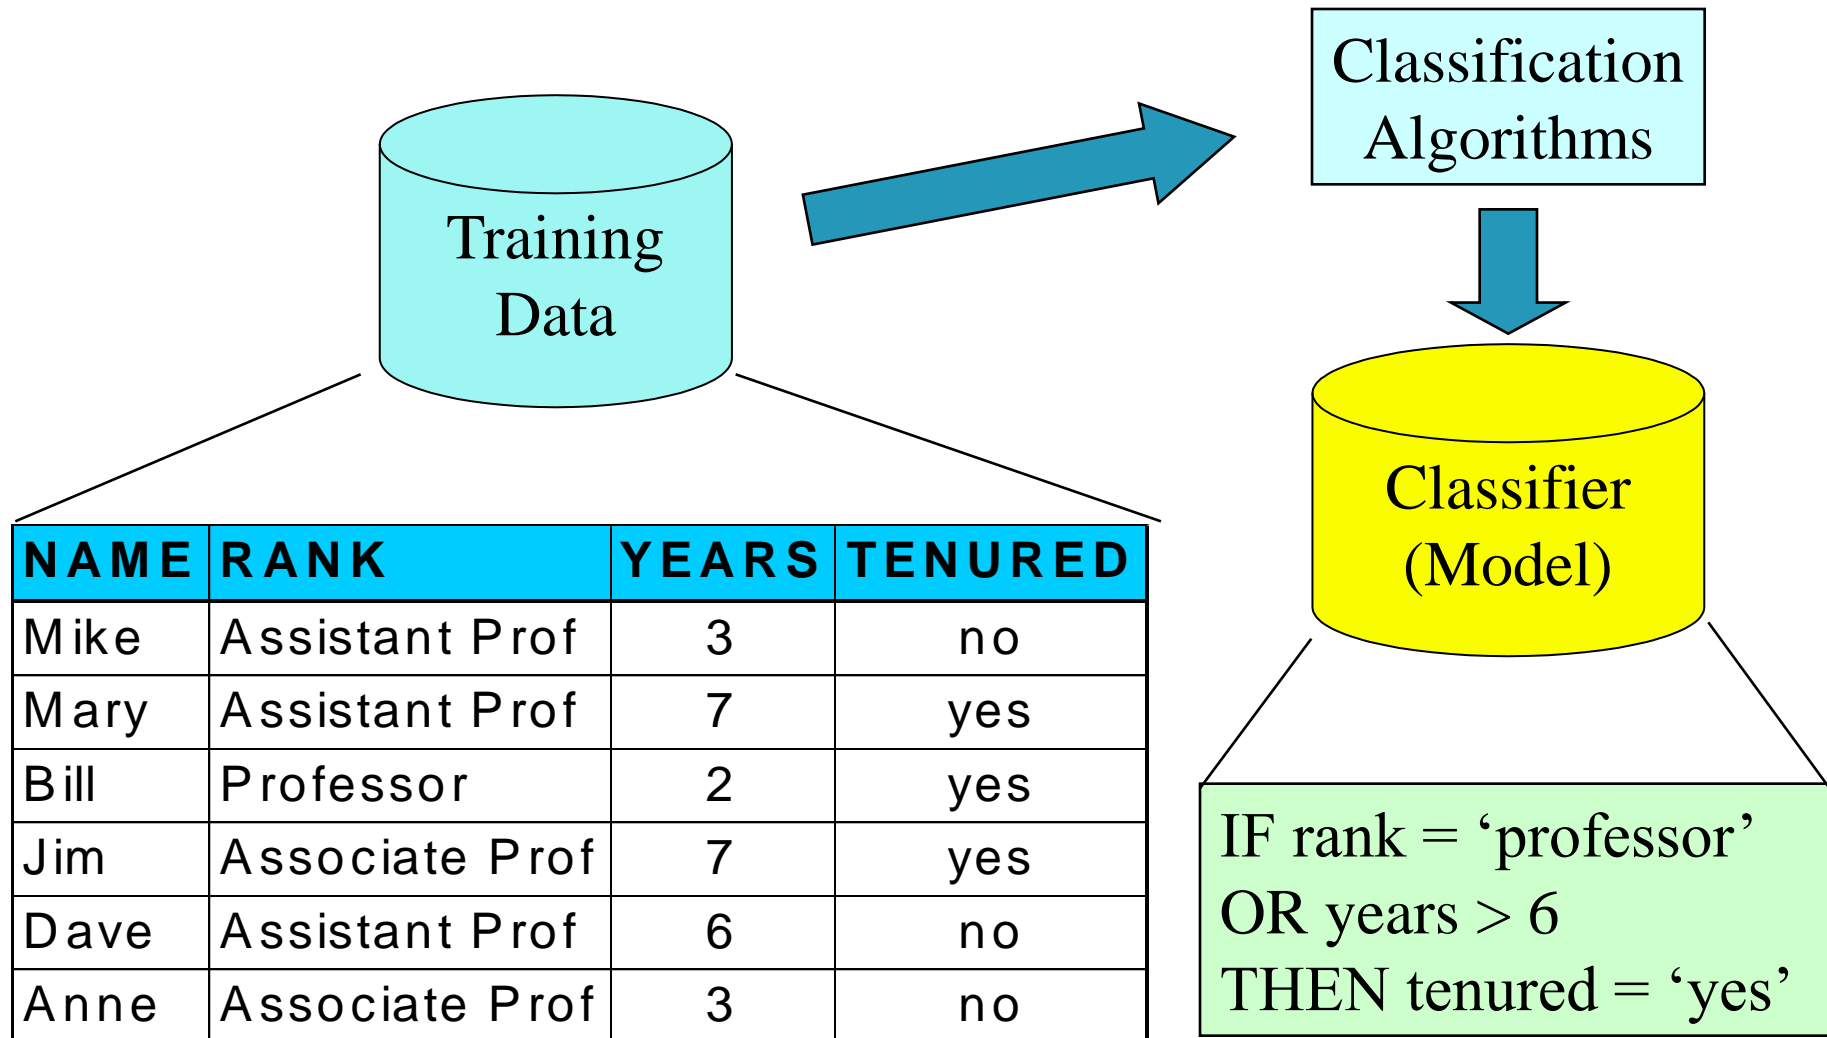 Classification
Algorithms
Training
Data
Classifier
(Model)
NAME RANK YEARS TENURED
Mike Assistant Prof 3 no
Mary Assistant Prof 7 yes
Bill Professor 2 yes
Jim Associate Prof 7 yes
Dave Assistant Prof 6 no
Anne Associate Prof 3 no
IF rank = ‘professor’
OR years > 6
THEN tenured = ‘yes’